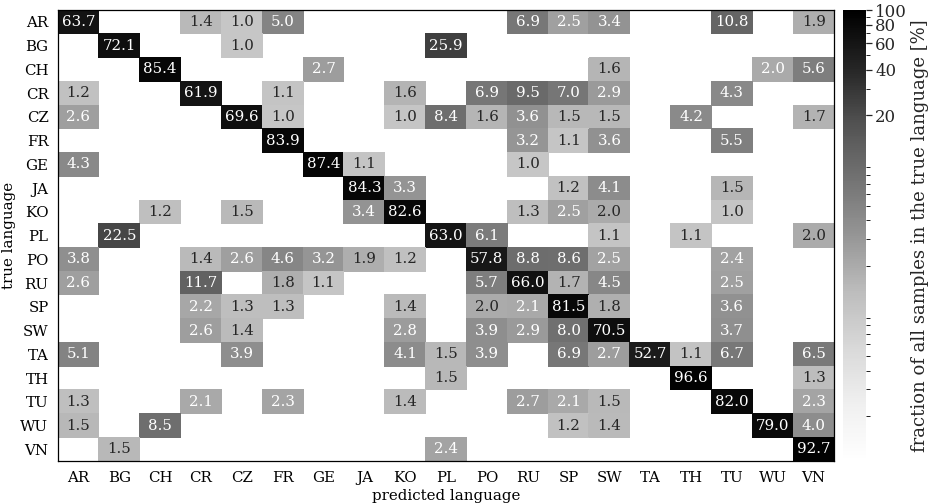 AR 63.7 1.4 1.0 5.0 6.9 2.5 3.4 10.8 1.9
BG 72.1 1.0 25.9
CH 85.4 2.7 1.6 2.0 5.6
CR 1.2 61.9 1.1 1.6 6.9 9.5 7.0 2.9 4.3
CZ 2.6 69.6 1.0 1.0 8.4 1.6 3.6 1.5 1.5 4.2 1.7
FR 83.9 3.2 1.1 3.6 5.5
GE 4.3 87.4 1.1 1.0
JA 84.3 3.3 1.2 4.1 1.5
KO 1.2 1.5 3.4 82.6 1.3 2.5 2.0 1.0
PL 22.5 63.0 6.1 1.1 1.1 2.0
PO 3.8 1.4 2.6 4.6 3.2 1.9 1.2 57.8 8.8 8.6 2.5 2.4
RU 2.6 11.7 1.8 1.1 5.7 66.0 1.7 4.5 2.5
SP 2.2 1.3 1.3 1.4 2.0 2.1 81.5 1.8 3.6
SW 2.6 1.4 2.8 3.9 2.9 8.0 70.5 3.7
TA 5.1 3.9 4.1 1.5 3.9 6.9 2.7 52.7 1.1 6.7 6.5
TH 1.5 96.6 1.3
TU 1.3 2.1 2.3 1.4 2.7 2.1 1.5 82.0 2.3
WU 1.5 8.5 1.2 1.4 79.0 4.0
VN 1.5 2.4 92.7
AR BG CH CR CZ FR GE JA KO PL PO RU SP SW TA TH TU WU VN
predicted language
true language
100
80
60
40
20
fraction of all samples in the true language [%]